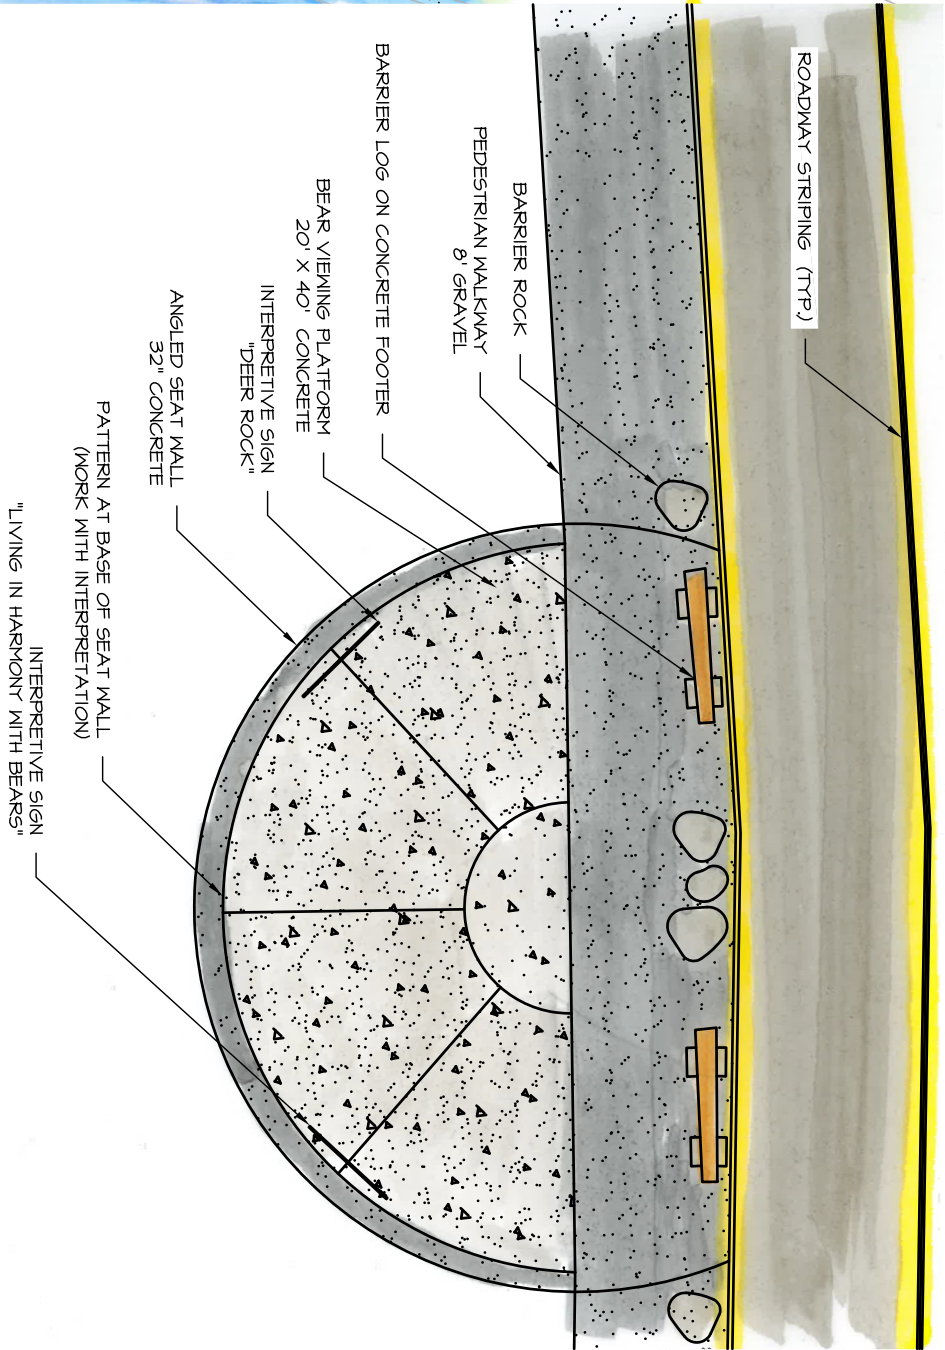 ROADWAY STRIPING (TYP.)
BARRIER ROCK
PEDESTRIAN WALKWAY
8' GRAVEL
BARRIER LOG ON CONCRETE FOOTER
BEAR VIEWING PLATFORM
20' X 40' CONCRETE
INTERPRETIVE SIGN
"DEER ROCK"
ANGLED SEAT WALL
32" CONCRETE
PATTERN AT BASE OF SEAT WALL
(WORK WITH INTERPRETATION)
INTERPRETIVE SIGN
"LIVING IN HARMONY WITH BEARS"